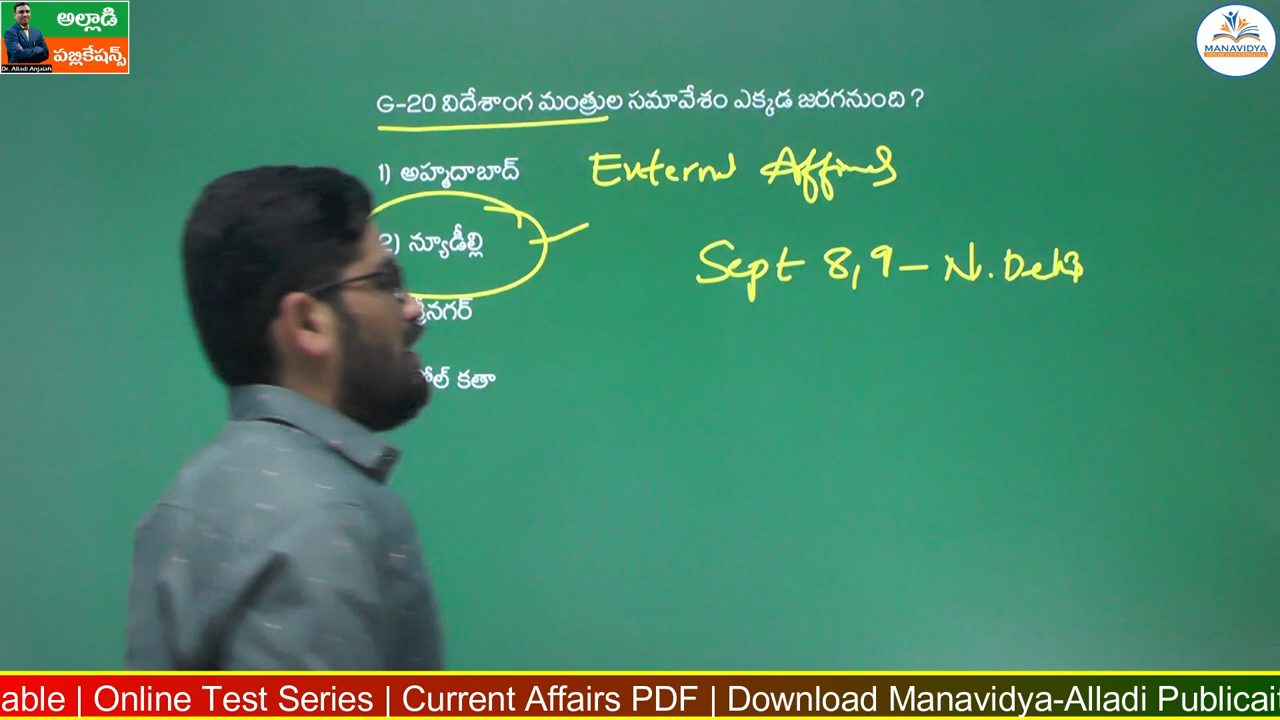 అల్లాడి
పబ్లికేషన్స్
Dr. Alladi Anjaiah
MANAVIDYA
G-20 విదేశాంగ మంత్రుల సమావేశం ఎక్కడ జరగనుంది ?
1) అహ్మదాబాద్
External Affairs
2) న్యూఢిల్లి
Sept 8,9 - N. Delhi
నగర్
కోల్ కతా
able | Online Test Series | Current Affairs PDF | Download Manavidya-Alladi Publicait